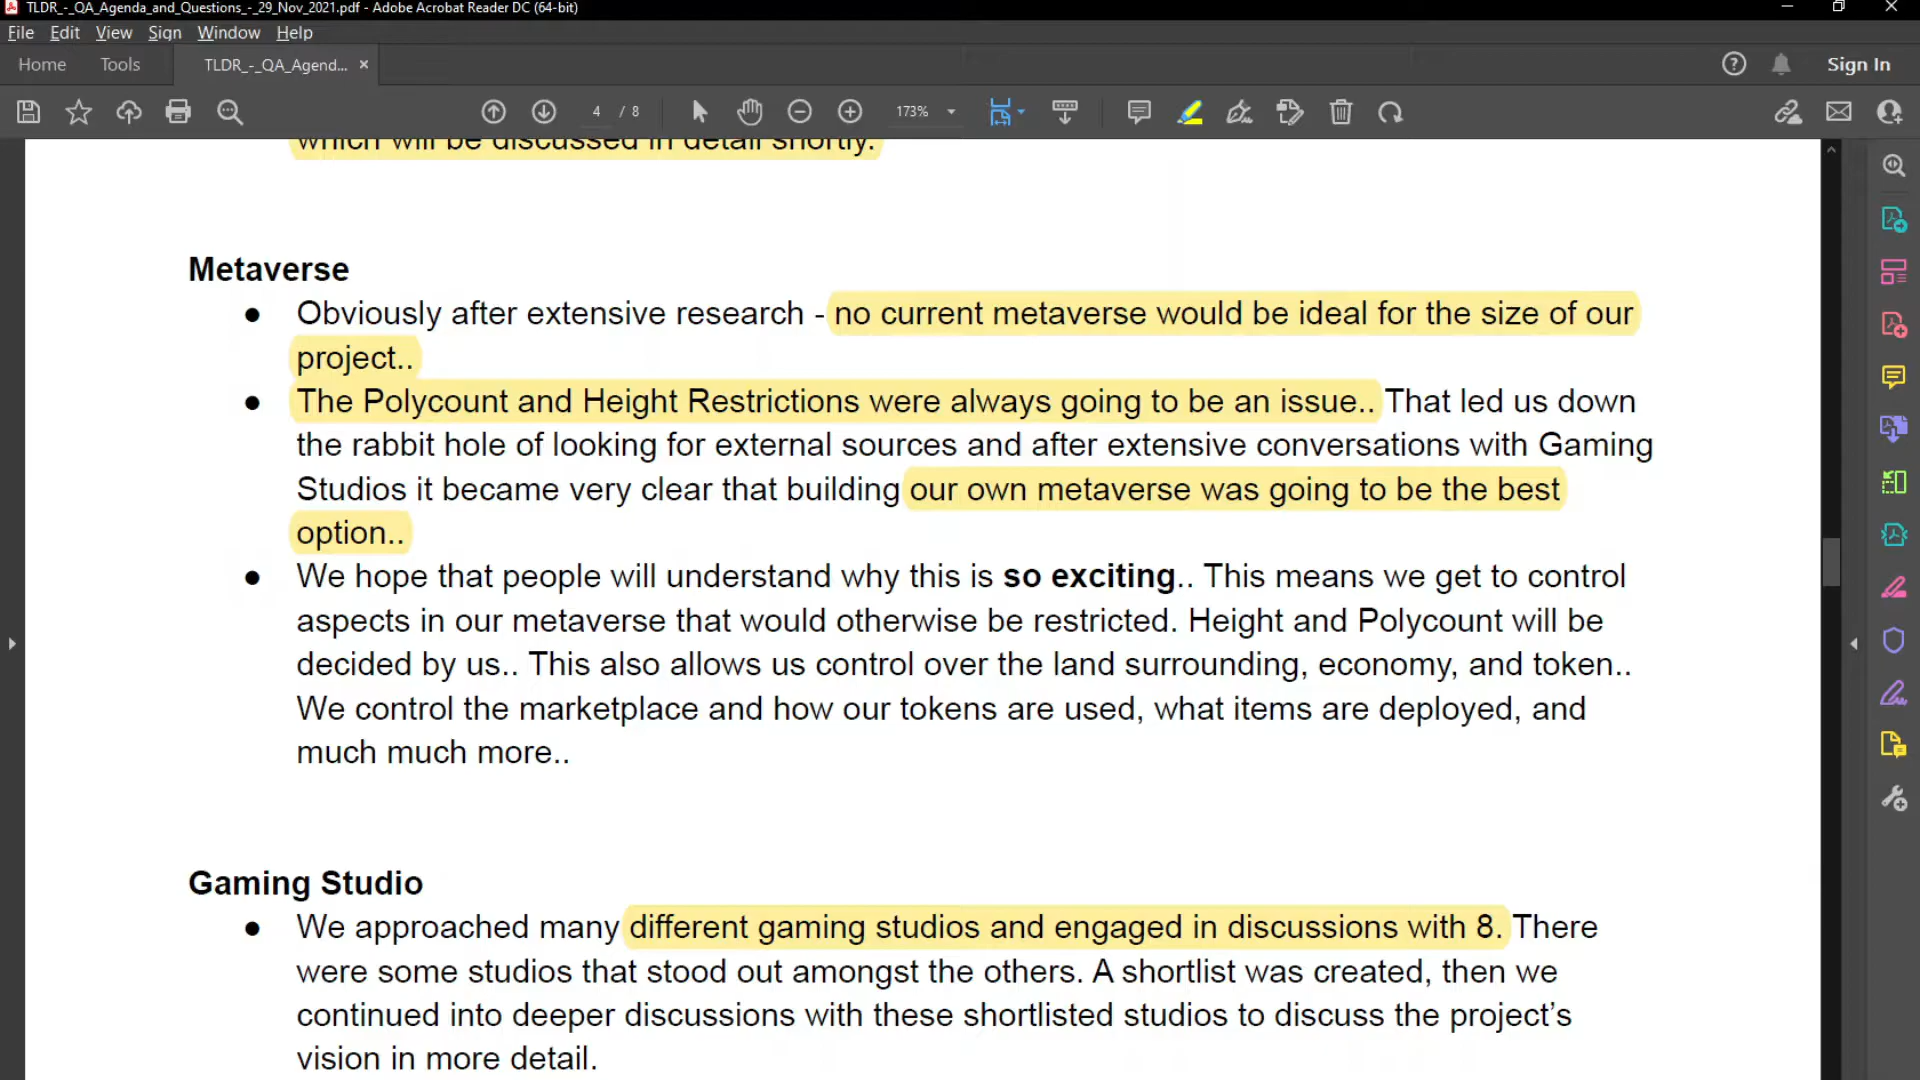 TLDR_-_QA_Agenda_and_Questions_-_29_Nov_2021.pdf - Adobe Acrobat Reader DC (64-bit)
File Edit View Sign Window Help
Home Tools TLDR_-_QA_Agend... × Sign In
4 / 8 173%
which will be discussed in detail shortly.
Metaverse
● Obviously after extensive research - no current metaverse would be ideal for the size of our
project..
● The Polycount and Height Restrictions were always going to be an issue.. That led us down
the rabbit hole of looking for external sources and after extensive conversations with Gaming
Studios it became very clear that building our own metaverse was going to be the best
option..
● We hope that people will understand why this is so exciting.. This means we get to control
aspects in our metaverse that would otherwise be restricted. Height and Polycount will be
decided by us.. This also allows us control over the land surrounding, economy, and token..
We control the marketplace and how our tokens are used, what items are deployed, and
much much more..
Gaming Studio
● We approached many different gaming studios and engaged in discussions with 8. There
were some studios that stood out amongst the others. A shortlist was created, then we
continued into deeper discussions with these shortlisted studios to discuss the project’s
vision in more detail.